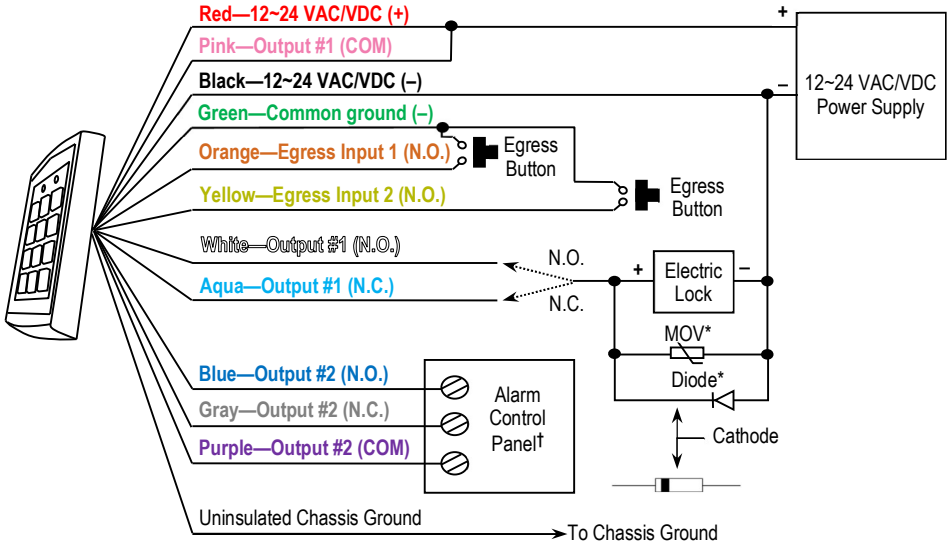 Red—12~24 VAC/VDC (+)
+
Pink—Output #1 (COM)
Black—12~24 VAC/VDC (–)
–
12~24 VAC/VDC
Power Supply
Green—Common ground (–)
Orange—Egress Input 1 (N.O.)
Egress
Button
Yellow—Egress Input 2 (N.O.)
Egress
Button
White—Output #1 (N.O.)
N.O.
Aqua—Output #1 (N.C.)
N.C.
+
Electric
Lock
–
MOV*
Diode*
Cathode
Blue—Output #2 (N.O.)
Gray—Output #2 (N.C.)
Purple—Output #2 (COM)
Alarm
Control
Panel†
Uninsulated Chassis Ground
To Chassis Ground